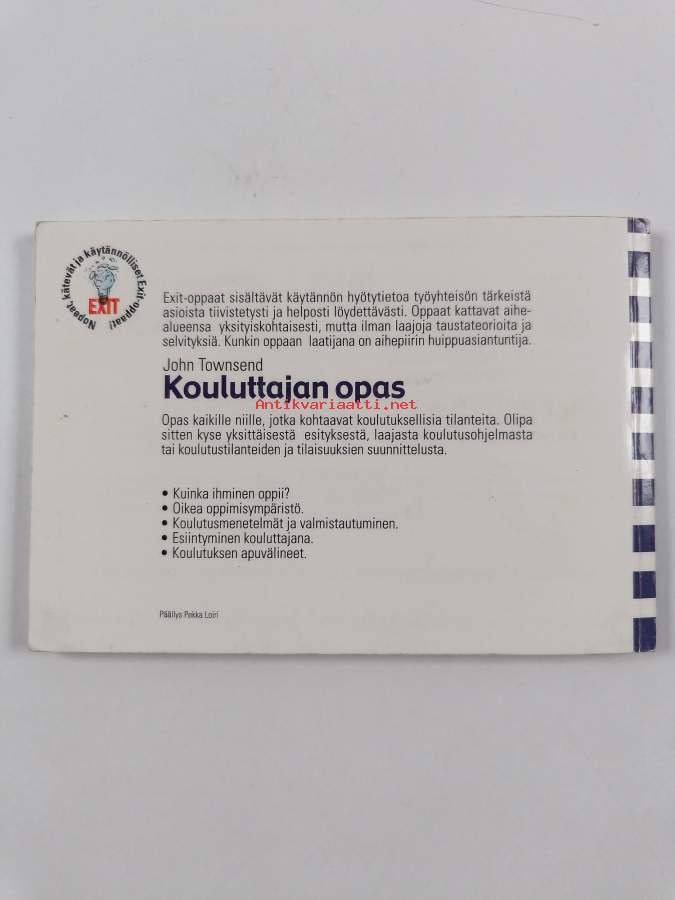 Nopeat, kätevät ja käytännölliset Exit-oppaat!
EXIT
Exit-oppaat sisältävät käytännön hyötytietoa työyhteisön tärkeistä
asioista tiivistetysti ja helposti löydettävästi. Oppaat kattavat aihe-
alueensa yksityiskohtaisesti, mutta ilman laajoja taustateorioita ja
selvityksiä. Kunkin oppaan laatijana on aihepiirin huippuasiantuntija.
John Townsend
Kouluttajan opas
Antikvariaatti.net
Opas kaikille niille, jotka kohtaavat koulutuksellisia tilanteita. Olipa
sitten kyse yksittäisestä esityksestä, laajasta koulutusohjelmasta
tai koulutustilanteiden ja tilaisuuksien suunnittelusta.
• Kuinka ihminen oppii?
• Oikea oppimisympäristö.
• Koulutusmenetelmät ja valmistautuminen.
• Esiintyminen kouluttajana.
• Koulutuksen apuvälineet.
Päällys Pekka Loiri